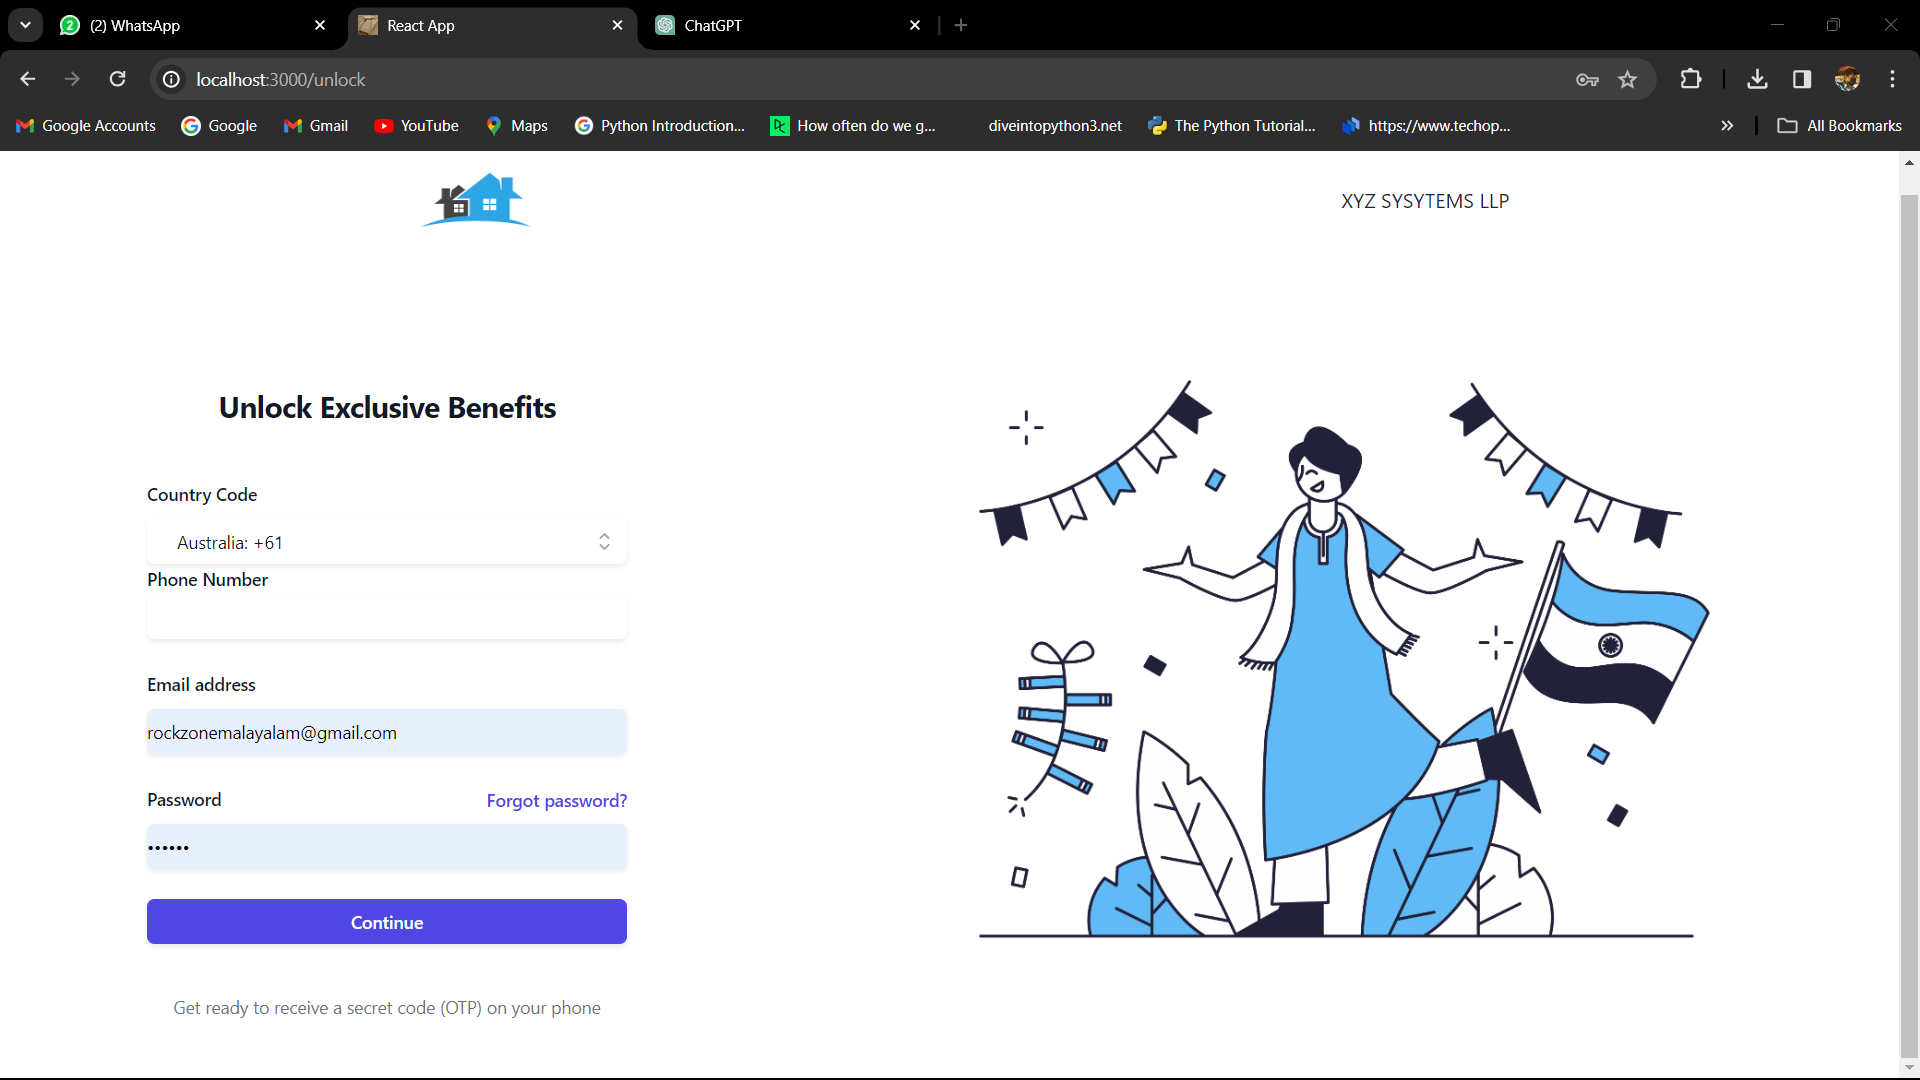 2
(2) WhatsApp
React App
ChatGPT
localhost:3000/unlock
Google Accounts
Google
Gmail
YouTube
Maps
Python Introduction...
DC
How often do we g...
diveintopython3.net
The Python Tutorial...
https://www.techop...
All Bookmarks
XYZ SYSYTEMS LLP
Unlock Exclusive Benefits
Country Code
Australia: +61
Phone Number
Email address
rockzonemalayalam@gmail.com
Password
Forgot password?
••••••
Continue
Get ready to receive a secret code (OTP) on your phone